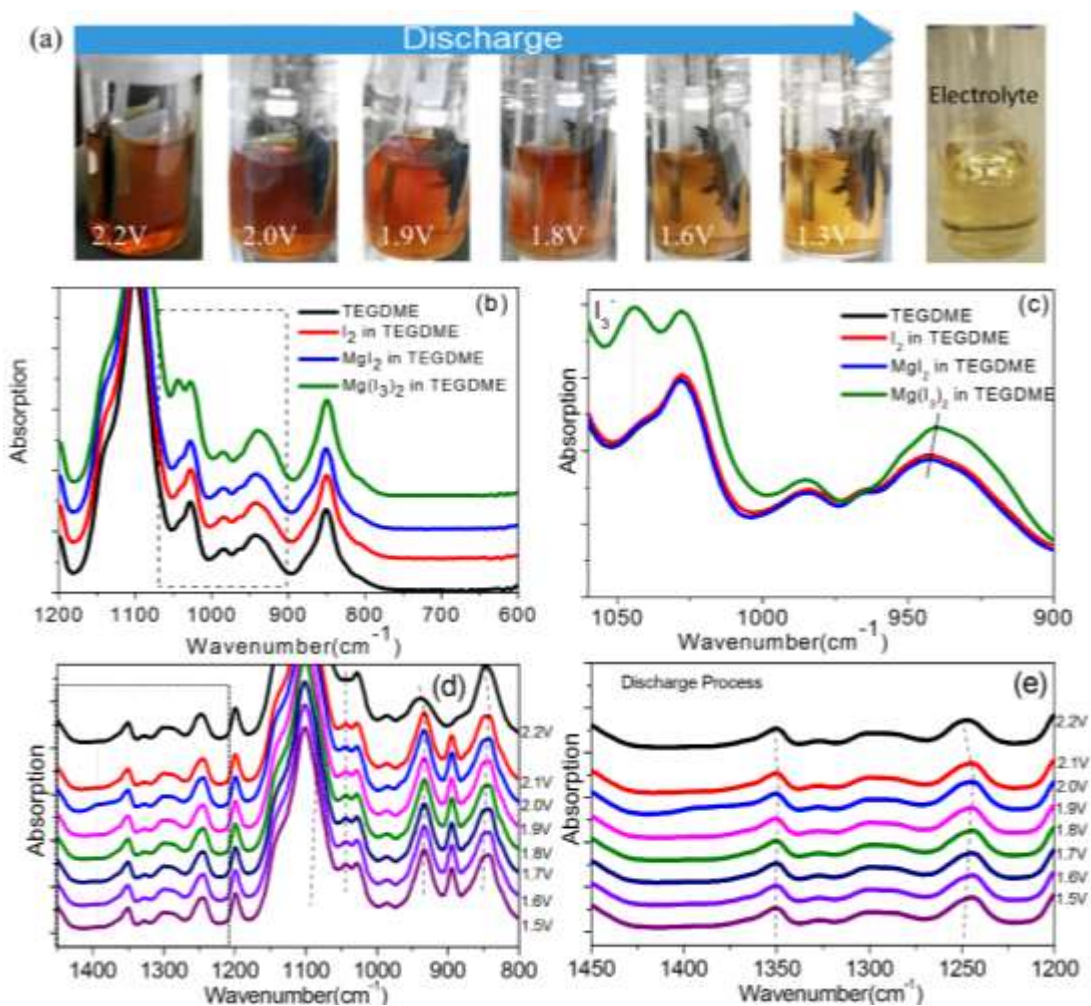 (a)
Discharge
2.2V
2.0V
1.9V
1.8V
1.6V
1.3V
Electrolyte
(b)
TEGDME
I₂ in TEGDME
MgI₂ in TEGDME
Mg(I₃)₂ in TEGDME
Absorption
1200 1100 1000 900 800 700 600
Wavenumber(cm⁻¹)
(c)
I₃⁻
TEGDME
I₂ in TEGDME
MgI₂ in TEGDME
Mg(I₃)₂ in TEGDME
Absorption
1050 1000 950 900
Wavenumber(cm⁻¹)
(d)
2.2V
2.1V
2.0V
1.9V
1.8V
1.7V
1.6V
1.5V
Absorption
1400 1300 1200 1100 1000 900 800
Wavenumber(cm⁻¹)
(e)
Discharge Process
2.2V
2.1V
2.0V
1.9V
1.8V
1.7V
1.6V
1.5V
Absorption
1450 1400 1350 1300 1250 1200
Wavenumber(cm⁻¹)